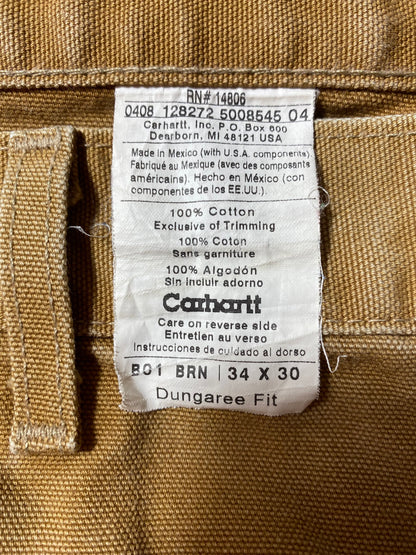 RN# 14806
0408 128272 5008545 04
Carhartt, Inc. P.O. Box 600
Dearborn, MI 48121 USA
Made in Mexico (with U.S.A. components)
Fabriqué au Mexique (avec des composants
américains). Hecho en México (con
componentes de los EE.UU.).
100% Cotton
Exclusive of Trimming
100% Coton
Sans garniture
100% Algodón
Sin incluir adorno
Carhartt
Care on reverse side
Entretien au verso
Instrucciones de cuidado al dorso
B01 BRN | 34 X 30
Dungaree Fit